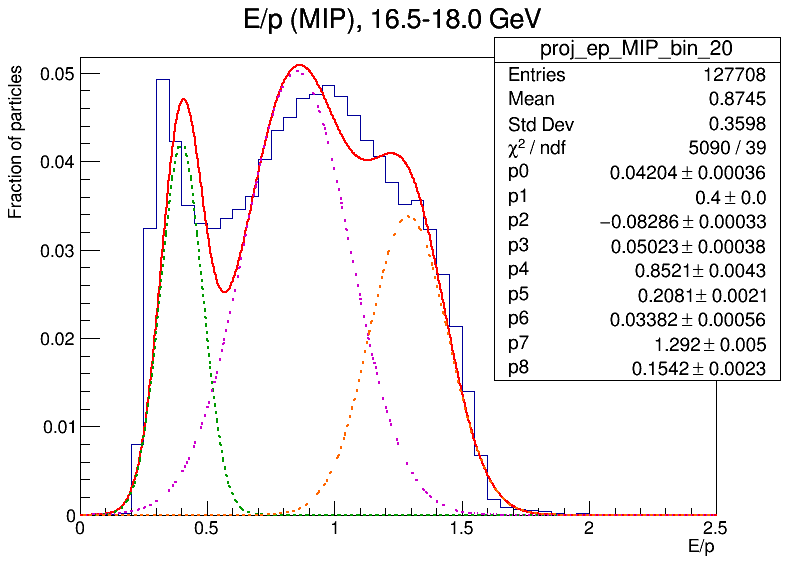 E/p (MIP), 16.5-18.0 GeV
proj_ep_MIP_bin_20
Entries 127708
Mean 0.8745
Std Dev 0.3598
χ² / ndf 5090 / 39
p0 0.04204 ± 0.00036
p1 0.4 ± 0.0
p2 −0.08286 ± 0.00033
p3 0.05023 ± 0.00038
p4 0.8521 ± 0.0043
p5 0.2081 ± 0.0021
p6 0.03382 ± 0.00056
p7 1.292 ± 0.005
p8 0.1542 ± 0.0023
Fraction of particles
0.05
0.04
0.03
0.02
0.01
0
0 0.5 1 1.5 2 2.5
E/p